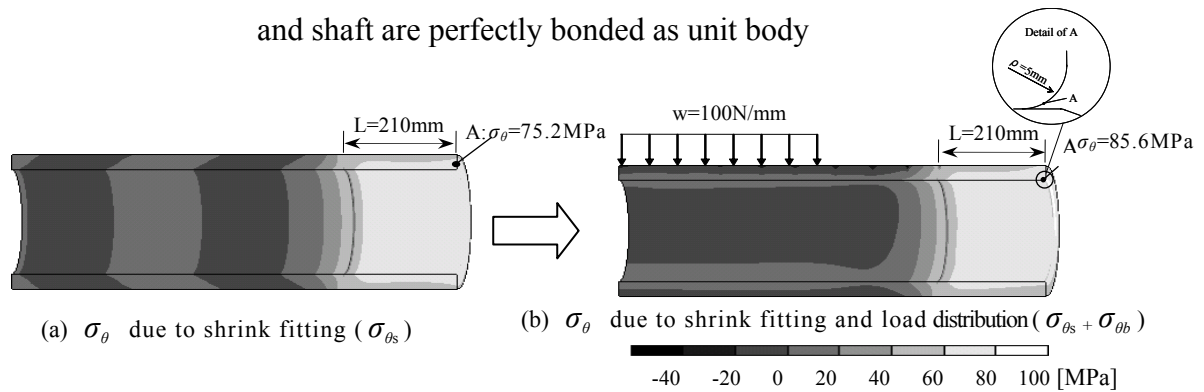 and shaft are perfectly bonded as unit body
Detail of A
ρ=5mm
A
w=100N/mm
L=210mm
A:σθ=75.2MPa
L=210mm
Aσθ=85.6MPa
(a) σθ due to shrink fitting (σθs)
(b) σθ due to shrink fitting and load distribution (σθs + σθb)
-40 -20 0 20 40 60 80 100 [MPa]